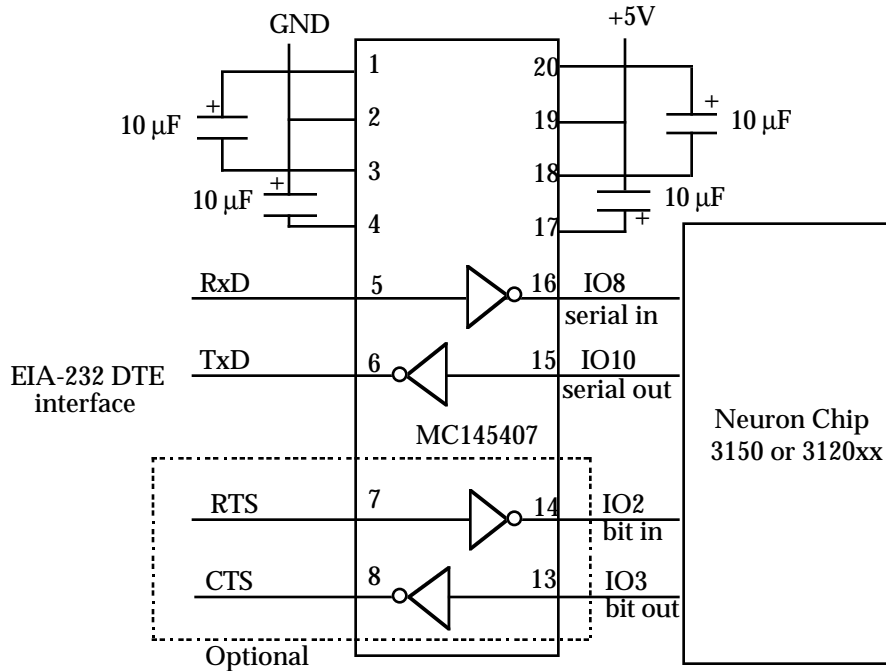 GND
+5V
1
20
+
10 µF
+
10 µF
2
19
3
18
+
10 µF
10 µF
+
4
17
RxD
5
16
IO8
serial in
TxD
6
15
IO10
serial out
EIA-232 DTE
interface
MC145407
Neuron Chip
3150 or 3120xx
RTS
7
14
IO2
bit in
CTS
8
13
IO3
bit out
Optional